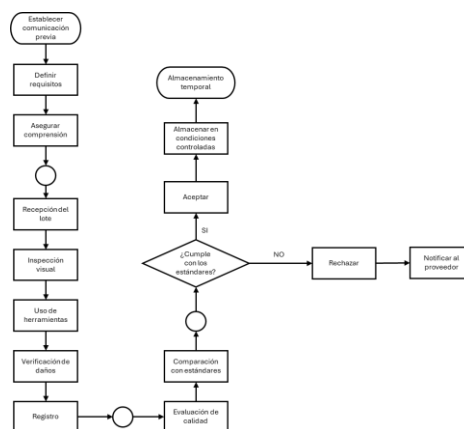 Establecer
comunicación
previa
Definir
requisitos
Asegurar
comprensión
Recepción del
lote
Inspección
visual
Uso de
herramientas
Verificación de
daños
Registro
Evaluación de
calidad
Comparación
con estándares
¿Cumple
con los
estándares?
SI
Aceptar
Almacenar en
condiciones
controladas
Almacenamiento
temporal
NO
Rechazar
Notificar al
proveedor